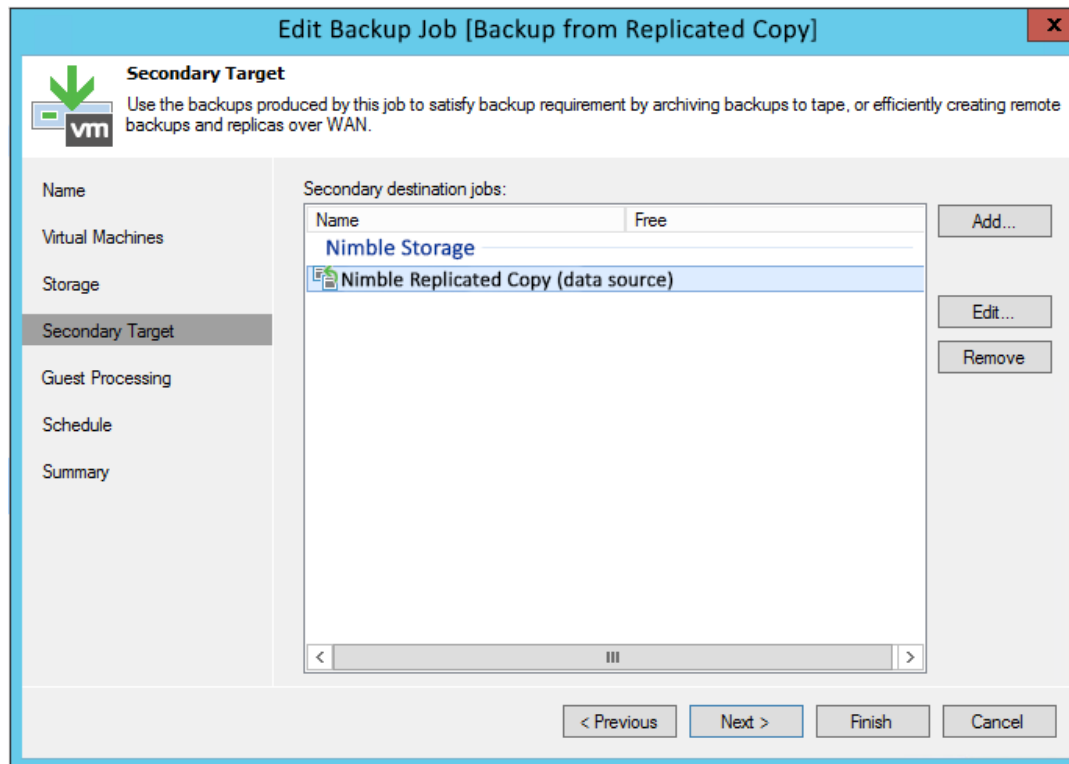 Edit Backup Job [Backup from Replicated Copy]
X
Secondary Target
Use the backups produced by this job to satisfy backup requirement by archiving backups to tape, or efficiently creating remote
backups and replicas over WAN.
vm
Name
Virtual Machines
Storage
Secondary Target
Guest Processing
Schedule
Summary
Secondary destination jobs:
Name Free
Nimble Storage
Nimble Replicated Copy (data source)
Add...
Edit...
Remove
< Previous Next > Finish Cancel